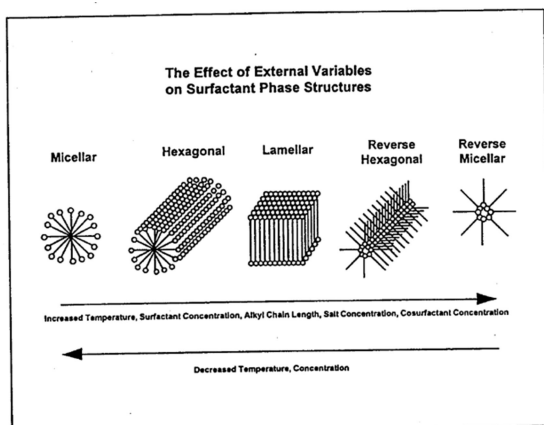 The Effect of External Variables
on Surfactant Phase Structures
Micellar
Hexagonal
Lamellar
Reverse
Hexagonal
Reverse
Micellar
Increased Temperature, Surfactant Concentration, Alkyl Chain Length, Salt Concentration, Cosurfactant Concentration
Decreased Temperature, Concentration